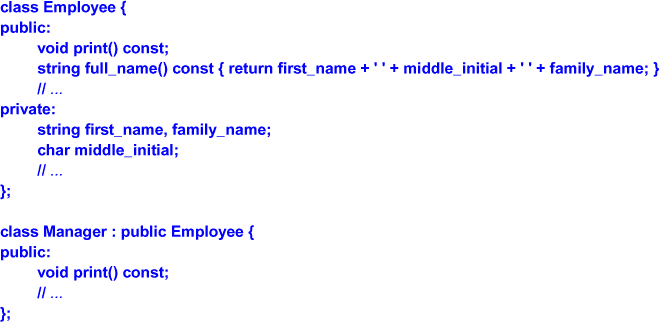 class Employee {
public:
void print() const;
string full_name() const { return first_name + ' ' + middle_initial + ' ' + family_name; }
// ...
private:
string first_name, family_name;
char middle_initial;
// ...
};
class Manager : public Employee {
public:
void print() const;
// ...
};